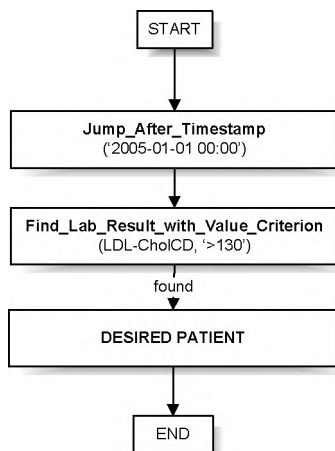 START
Jump_After_Timestamp
(‘2005-01-01 00:00’)
Find_Lab_Result_with_Value_Criterion
(LDL-CholCD, ‘>130’)
found
DESIRED PATIENT
END